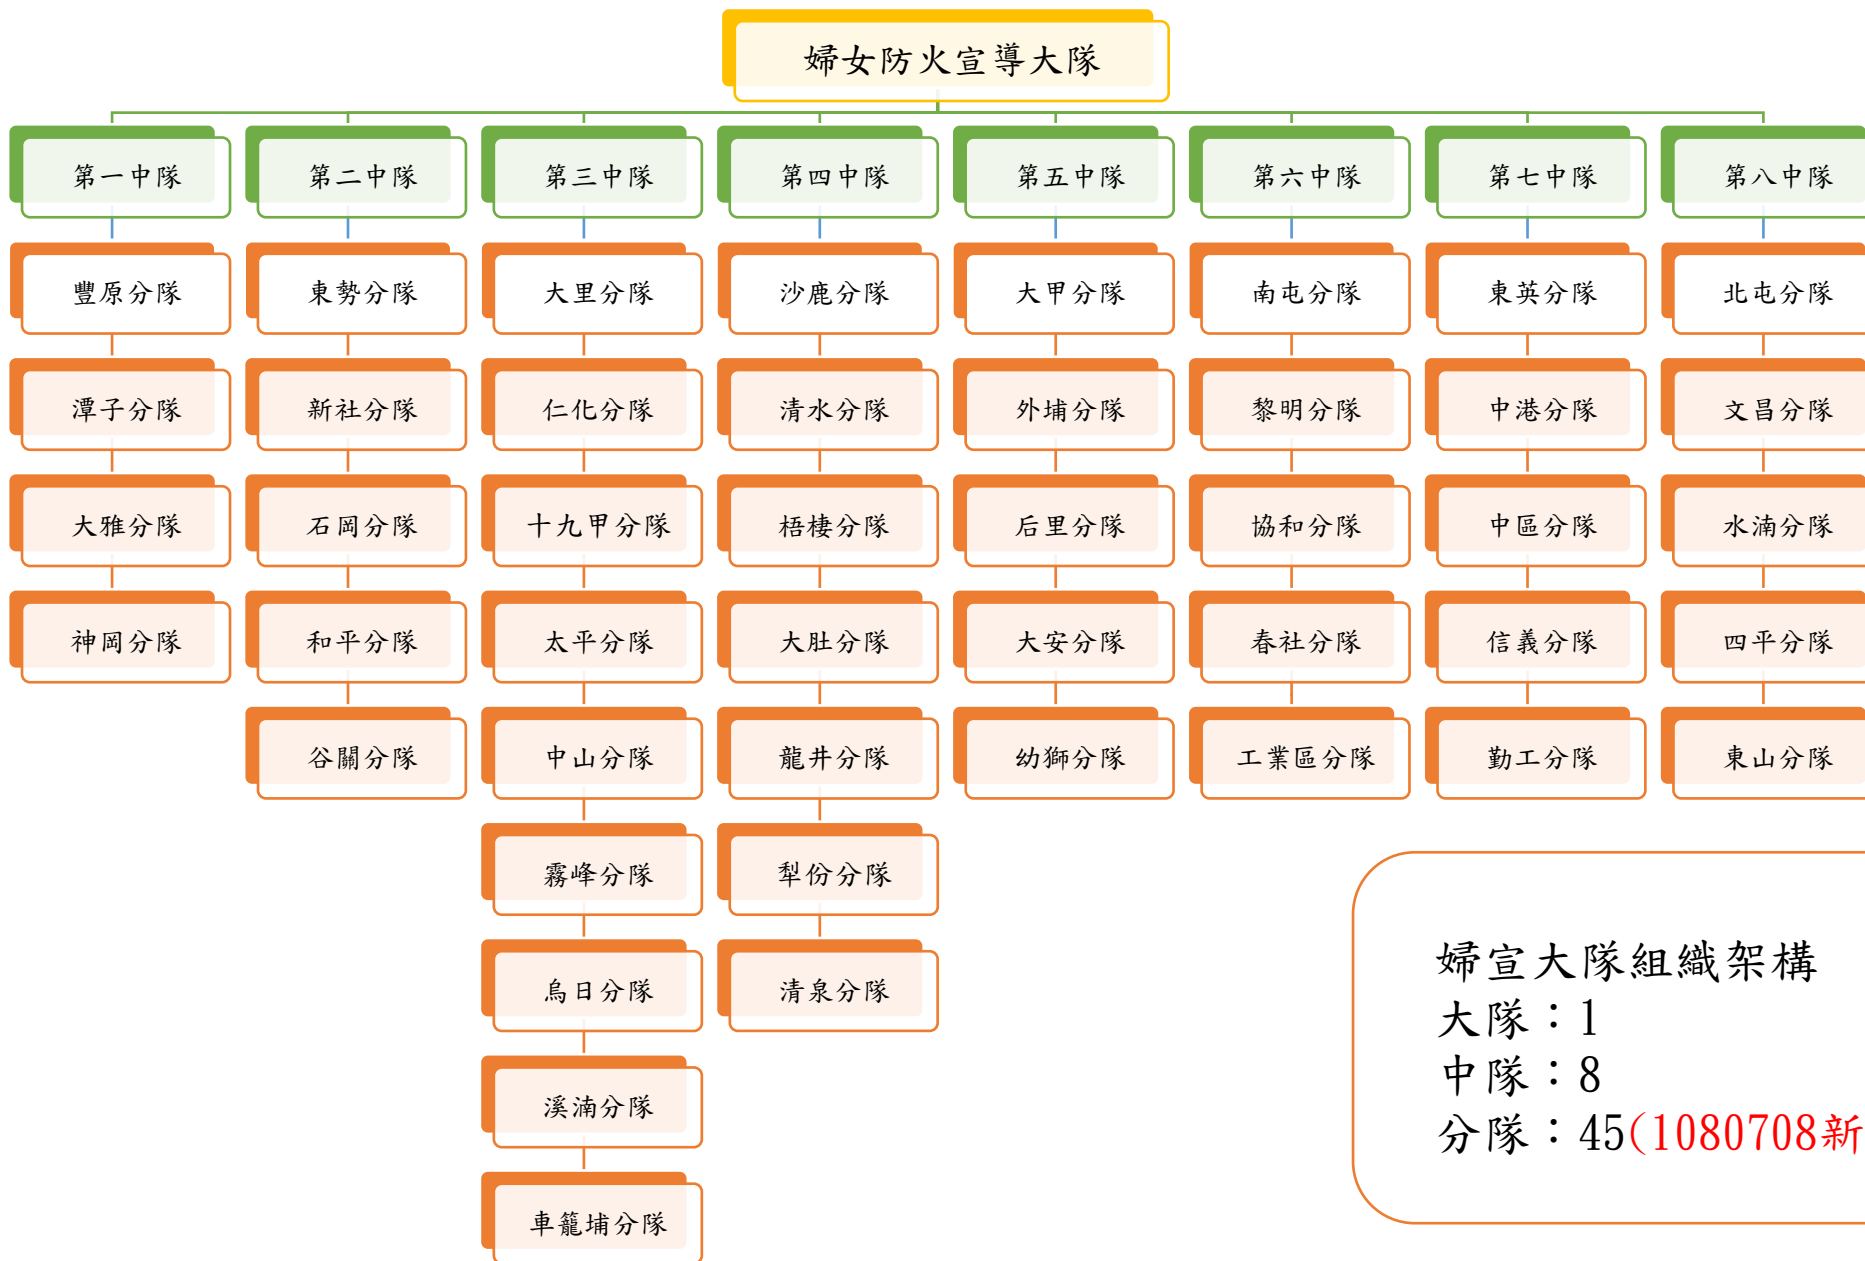 婦女防火宣導大隊
第一中隊
第二中隊
第三中隊
第四中隊
第五中隊
第六中隊
第七中隊
第八中隊
豐原分隊
東勢分隊
大里分隊
沙鹿分隊
大甲分隊
南屯分隊
東英分隊
北屯分隊
潭子分隊
新社分隊
仁化分隊
清水分隊
外埔分隊
黎明分隊
中港分隊
文昌分隊
大雅分隊
石岡分隊
十九甲分隊
梧棲分隊
后里分隊
協和分隊
中區分隊
水湳分隊
神岡分隊
和平分隊
太平分隊
大肚分隊
大安分隊
春社分隊
信義分隊
四平分隊
谷關分隊
中山分隊
龍井分隊
幼獅分隊
工業區分隊
勤工分隊
東山分隊
霧峰分隊
犁份分隊
烏日分隊
清泉分隊
溪湳分隊
車籠埔分隊
婦宣大隊組織架構
大隊：1
中隊：8
分隊：45(1080708新